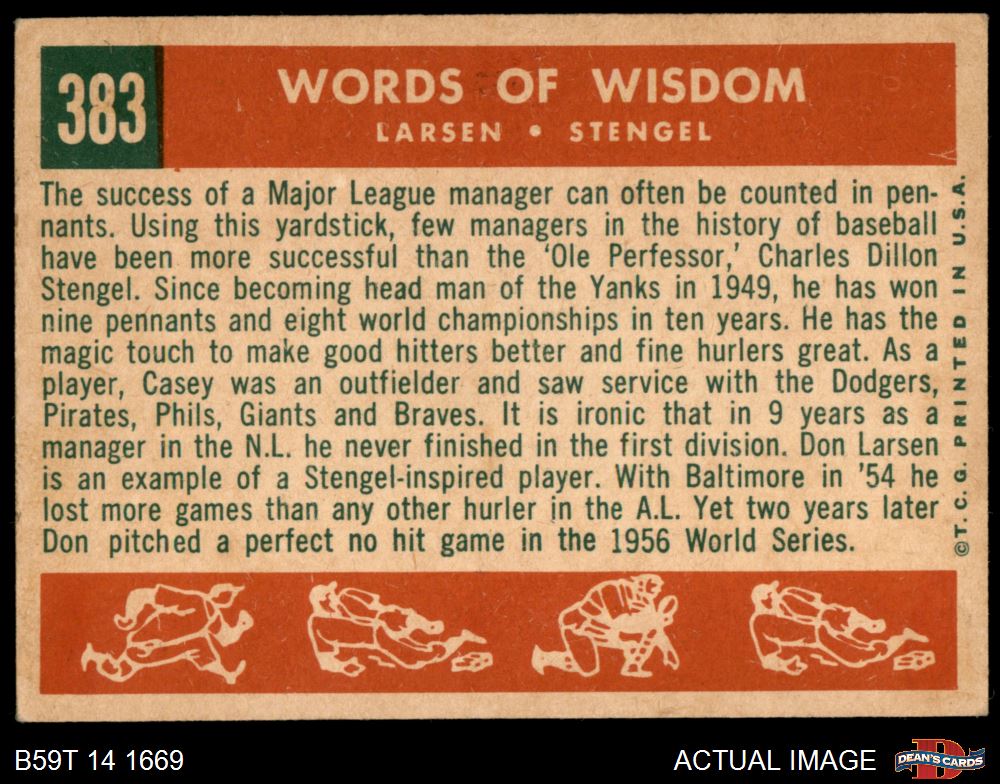 383
WORDS OF WISDOM
LARSEN • STENGEL
The success of a Major League manager can often be counted in pen-
nants. Using this yardstick, few managers in the history of baseball
have been more successful than the 'Ole Perfessor,' Charles Dillon
Stengel. Since becoming head man of the Yanks in 1949, he has won
nine pennants and eight world championships in ten years. He has the
magic touch to make good hitters better and fine hurlers great. As a
player, Casey was an outfielder and saw service with the Dodgers,
Pirates, Phils, Giants and Braves. It is ironic that in 9 years as a
manager in the N.L. he never finished in the first division. Don Larsen
is an example of a Stengel-inspired player. With Baltimore in '54 he
lost more games than any other hurler in the A.L. Yet two years later
Don pitched a perfect no hit game in the 1956 World Series.
©T. C. G. PRINTED IN U.S.A.
B59T 14 1669
ACTUAL IMAGE
D
DEAN'S CARDS